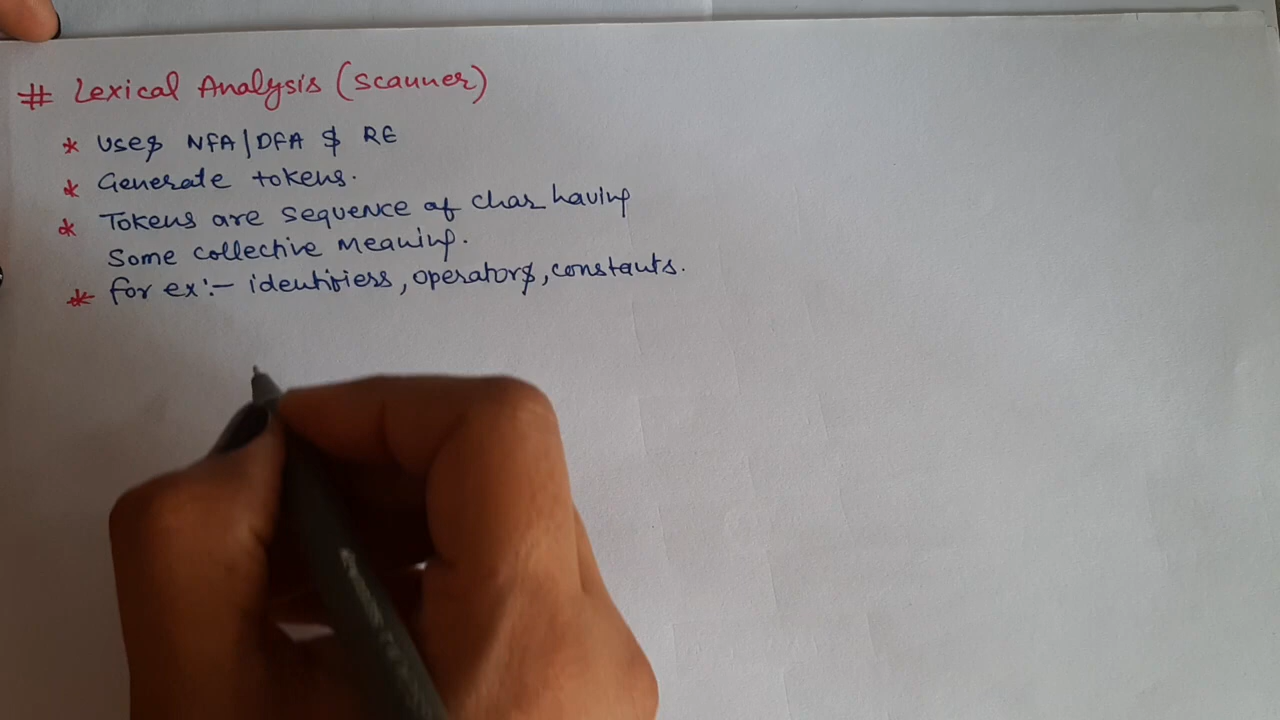 # Lexical Analysis (Scanner)
* Uses NFA/DFA & RE
* Generate tokens.
* Tokens are sequence of char having
some collective meaning.
* for ex:- identifiers, operators, constants.